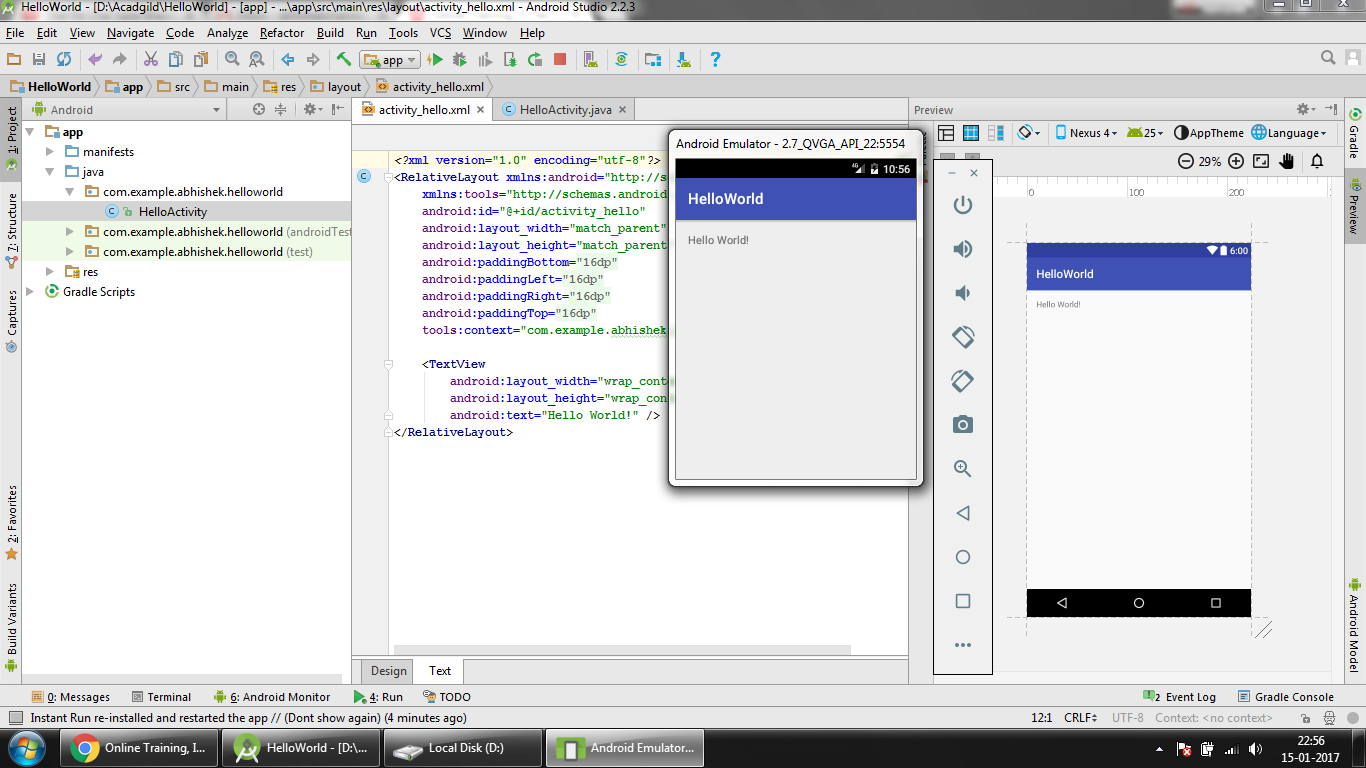 HelloWorld - [D:\Acadgild\HelloWorld] - [app] - ...\app\src\main\res\layout\activity_hello.xml - Android Studio 2.2.3
File Edit View Navigate Code Analyze Refactor Build Run Tools VCS Window Help
app
HelloWorld app src main res layout activity_hello.xml
1: Project
7: Structure
Captures
2: Favorites
Build Variants
Android
app
manifests
java
com.example.abhishek.helloworld
HelloActivity
com.example.abhishek.helloworld (androidTest
com.example.abhishek.helloworld (test)
res
Gradle Scripts
activity_hello.xml HelloActivity.java
<?xml version="1.0" encoding="utf-8"?>
<RelativeLayout xmlns:android="http://s
xmlns:tools="http://schemas.android
android:id="@+id/activity_hello"
android:layout_width="match_parent"
android:layout_height="match_parent
android:paddingBottom="16dp"
android:paddingLeft="16dp"
android:paddingRight="16dp"
android:paddingTop="16dp"
tools:context="com.example.abhishek
<TextView
android:layout_width="wrap_conte
android:layout_height="wrap_con
android:text="Hello World!" />
</RelativeLayout>
Design Text
Android Emulator - 2.7_QVGA_API_22:5554
4G 10:56
HelloWorld
Hello World!
Preview
Nexus 4 25 AppTheme Language
29%
0 100 200
6:00
HelloWorld
Hello World!
Gradle
Preview
Android Model
0: Messages Terminal 6: Android Monitor 4: Run TODO 2 Event Log Gradle Console
Instant Run re-installed and restarted the app // (Dont show again) (4 minutes ago) 12:1 CRLF UTF-8 Context: <no context>
Online Training, I... HelloWorld - [D:\... Local Disk (D:) Android Emulator... 22:56
15-01-2017